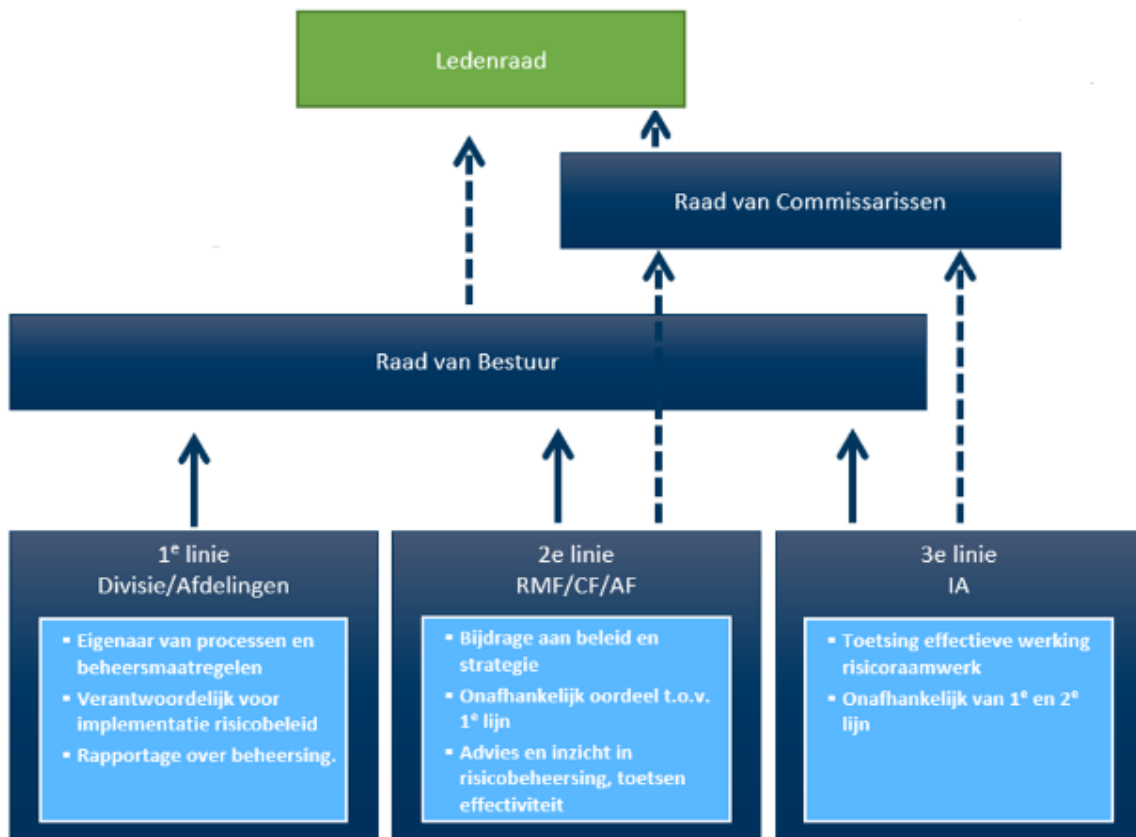 Ledenraad
Raad van Commissarissen
Raad van Bestuur
1e linie
Divisie/Afdelingen
▪ Eigenaar van processen en
beheersmaatregelen
▪ Verantwoordelijk voor
implementatie risicobeleid
▪ Rapportage over beheersing.
2e linie
RMF/CF/AF
▪ Bijdrage aan beleid en
strategie
▪ Onafhankelijk oordeel t.o.v.
1e lijn
▪ Advies en inzicht in
risicobeheersing, toetsen
effectiviteit
3e linie
IA
▪ Toetsing effectieve werking
risicoraamwerk
▪ Onafhankelijk van 1e en 2e
lijn